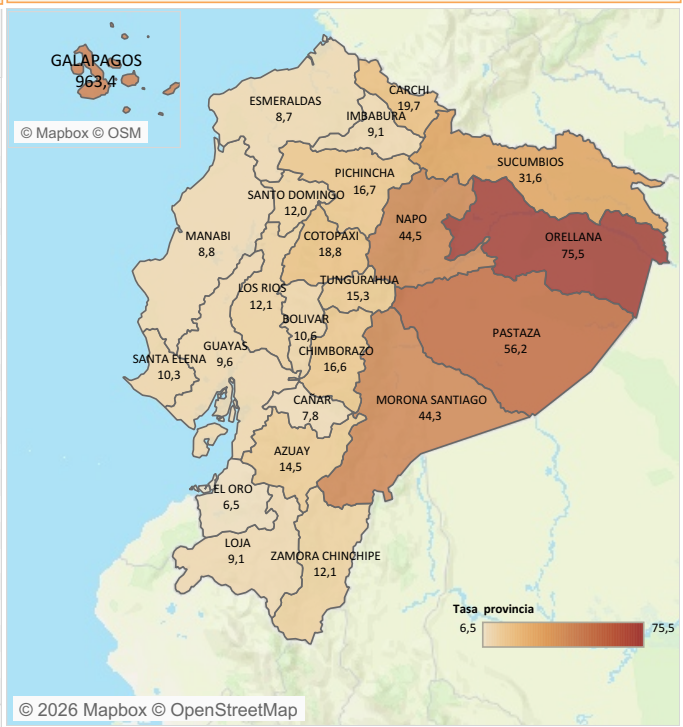 GALAPAGOS
963,4
© Mapbox © OSM
CARCHI
19,7
ESMERALDAS
8,7
IMBABURA
9,1
SUCUMBIOS
31,6
PICHINCHA
16,7
SANTO DOMINGO
12,0
NAPO
44,5
MANABI
8,8
COTOPAXI
18,8
ORELLANA
75,5
TUNGURAHUA
15,3
LOS RIOS
12,1
BOLIVAR
10,6
PASTAZA
56,2
GUAYAS
9,6
CHIMBORAZO
16,6
SANTA ELENA
10,3
CAÑAR
7,8
MORONA SANTIAGO
44,3
AZUAY
14,5
EL ORO
6,5
LOJA
9,1
ZAMORA CHINCHIPE
12,1
Tasa provincia
6,5
75,5
© 2026 Mapbox © OpenStreetMap